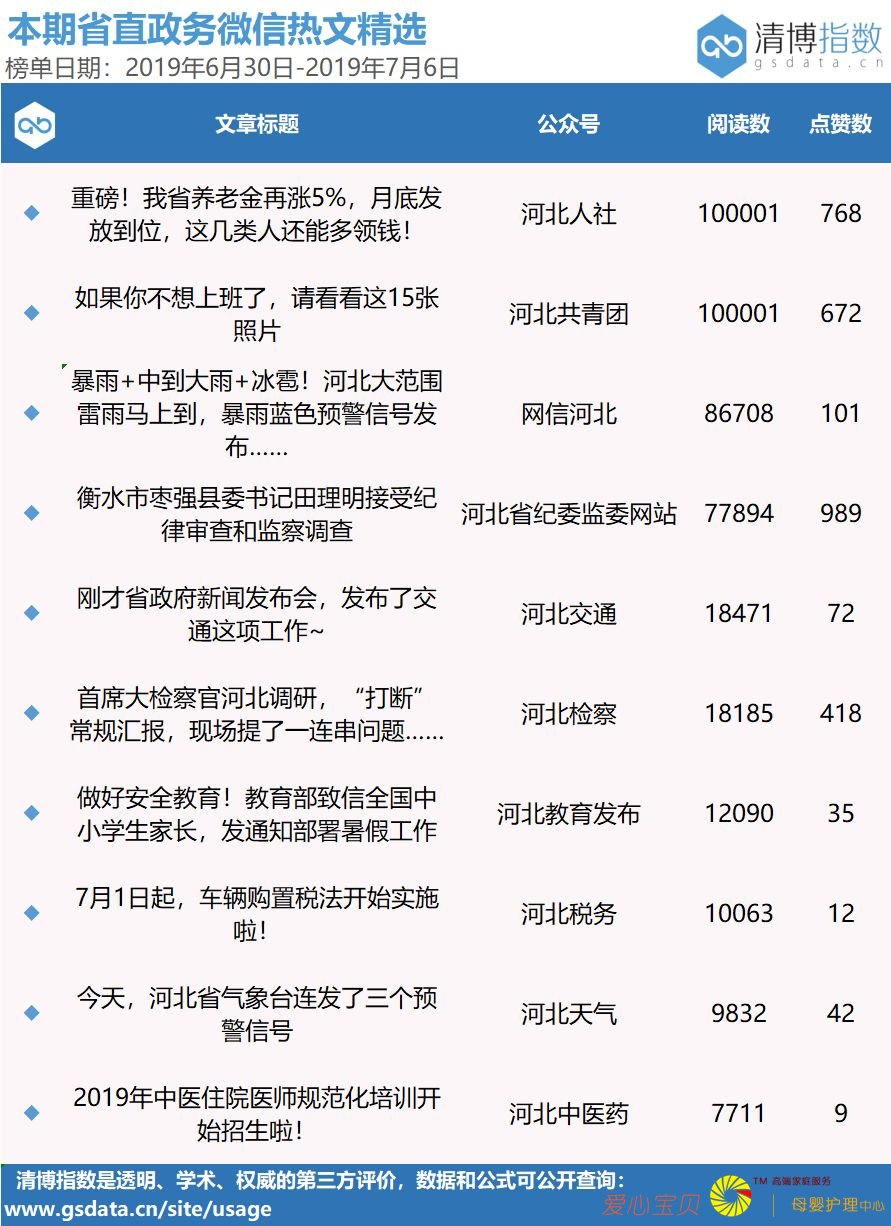 本期省直政务微信热文精选
榜单日期：2019年6月30日-2019年7月6日
清博指数
gsdata.cn
文章标题 公众号 阅读数 点赞数
重磅！我省养老金再涨5%，月底发
放到位，这几类人还能多领钱！
河北人社 100001 768
如果你不想上班了，请看看这15张
照片
河北共青团 100001 672
暴雨+中到大雨+冰雹！河北大范围
雷雨马上到，暴雨蓝色预警信号发
布……
网信河北 86708 101
衡水市枣强县委书记田理明接受纪
律审查和监察调查
河北省纪委监委网站 77894 989
刚才省政府新闻发布会，发布了交
通这项工作~
河北交通 18471 72
首席大检察官河北调研，“打断”
常规汇报，现场提了一连串问题……
河北检察 18185 418
做好安全教育！教育部致信全国中
小学生家长，发通知部署暑假工作
河北教育发布 12090 35
7月1日起，车辆购置税法开始实施
啦！
河北税务 10063 12
今天，河北省气象台连发了三个预
警信号
河北天气 9832 42
2019年中医住院医师规范化培训开
始招生啦！
河北中医药 7711 9
清博指数是透明、学术、权威的第三方评价，数据和公式可公开查询：
www.gsdata.cn/site/usage
爱心宝贝
TM 高端家庭服务
母婴护理中心